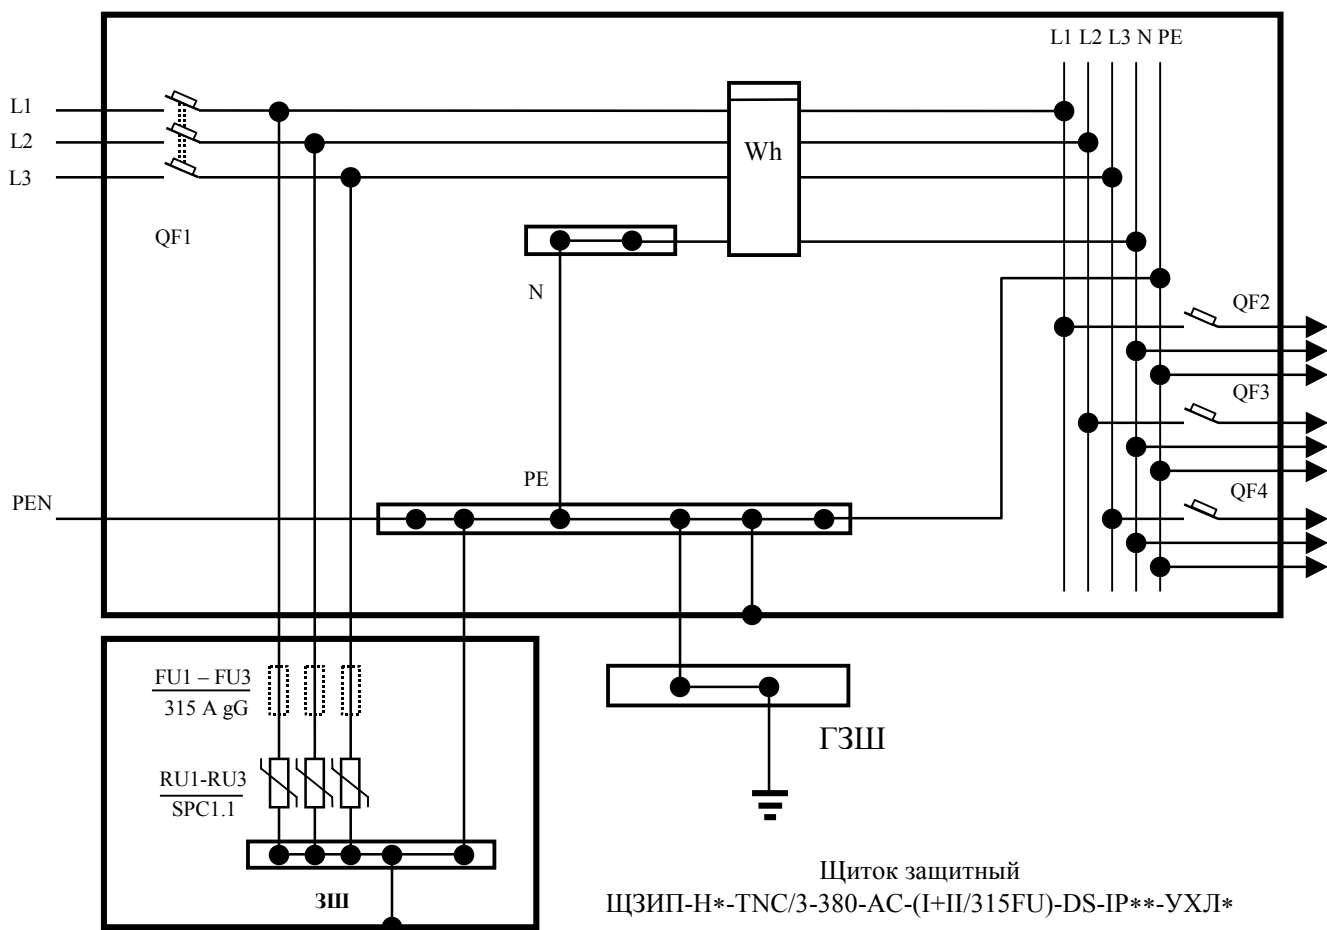 L1 L2 L3 N PE
L1
L2
Wh
L3
QF1
N
QF2
QF3
PE
QF4
PEN
FU1 – FU3
315 A gG
ГЗШ
RU1-RU3
SPC1.1
ЗШ
Щиток защитный
ЩЗИП-Н*-TNC/3-380-АС-(I+II/315FU)-DS-IP**-УХЛ*